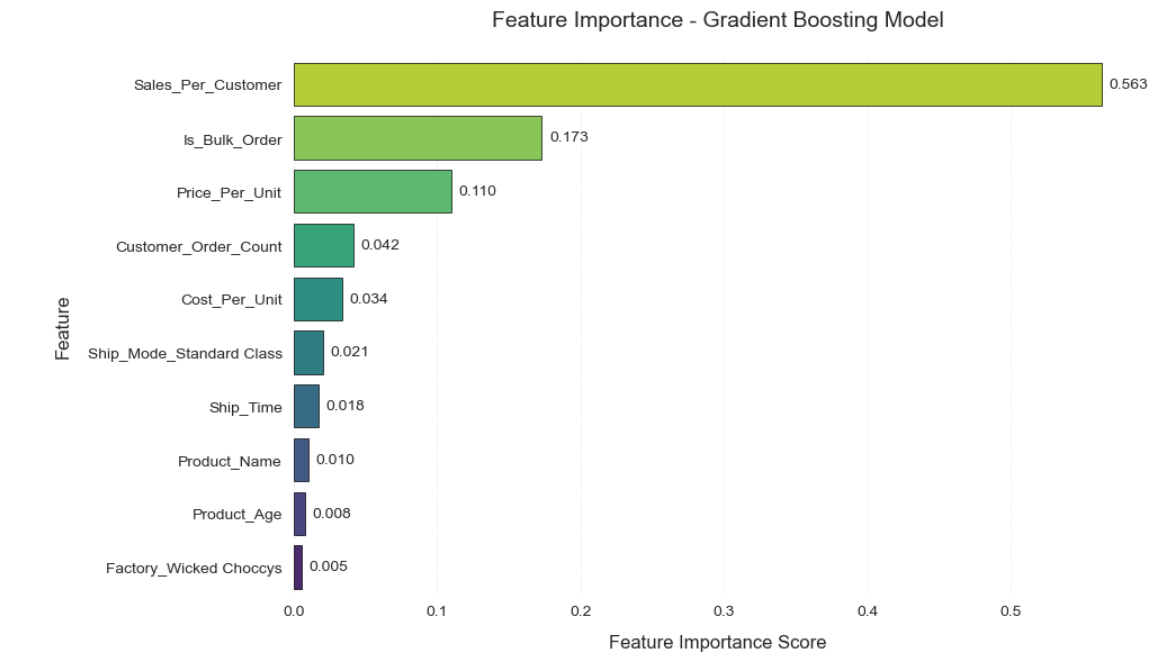 Feature Importance - Gradient Boosting Model
Sales_Per_Customer 0.563
Is_Bulk_Order 0.173
Price_Per_Unit 0.110
Customer_Order_Count 0.042
Cost_Per_Unit 0.034
Feature
Ship_Mode_Standard Class 0.021
Ship_Time 0.018
Product_Name 0.010
Product_Age 0.008
Factory_Wicked Choccys 0.005
0.0 0.1 0.2 0.3 0.4 0.5
Feature Importance Score